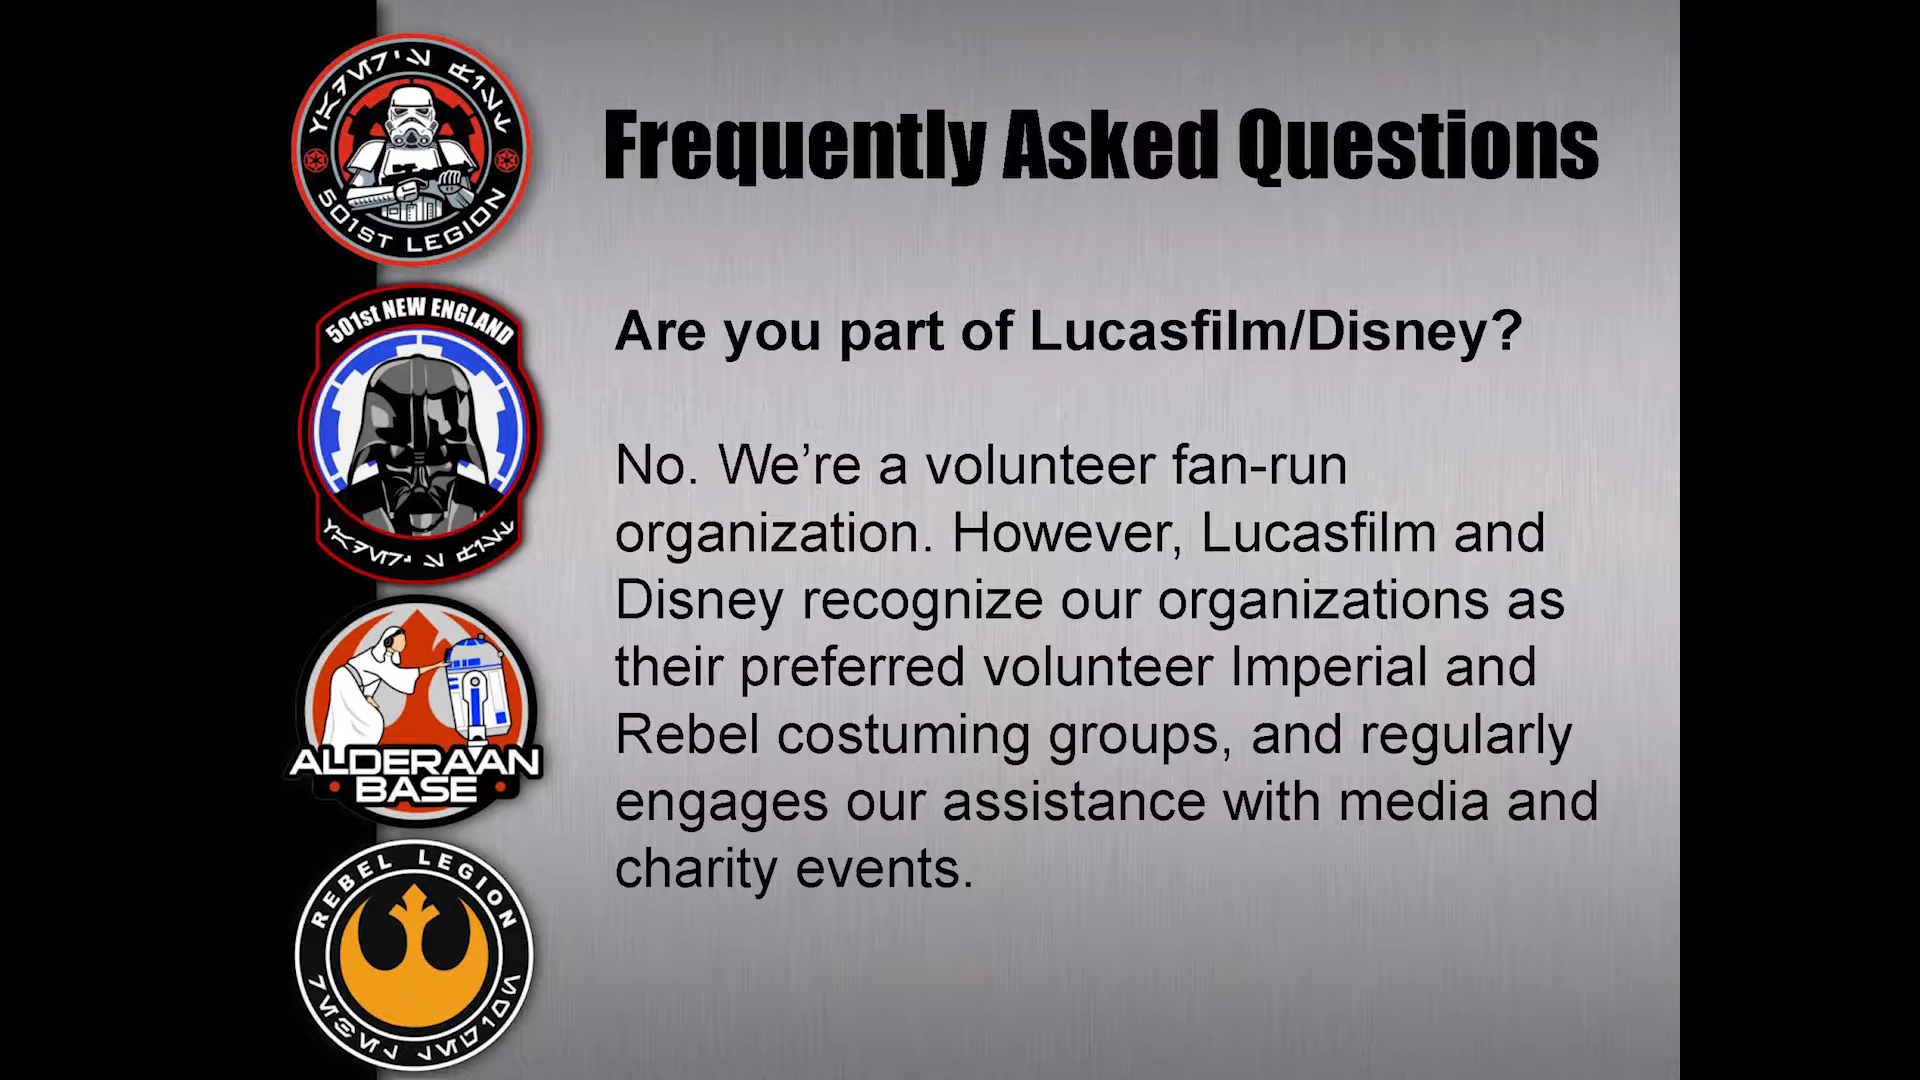 Frequently Asked Questions
Are you part of Lucasfilm/Disney?
No. We’re a volunteer fan-run
organization. However, Lucasfilm and
Disney recognize our organizations as
their preferred volunteer Imperial and
Rebel costuming groups, and regularly
engages our assistance with media and
charity events.
501ST LEGION
501st NEW ENGLAND
ALDERAAN
BASE
REBEL LEGION